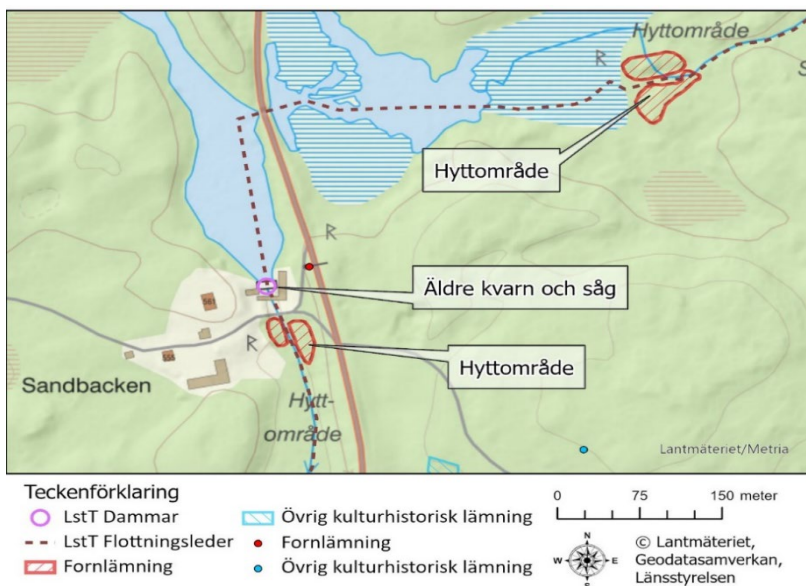 Hyttområde
Hyttområde
Äldre kvarn och såg
Hyttområde
Sandbacken
Hytt-
område
Lantmäteriet/Metria
Teckenförklaring
LstT Dammar
LstT Flottningsleder
Fornlämning
Övrig kulturhistorisk lämning
Fornlämning
Övrig kulturhistorisk lämning
0 75 150 meter
N
W E
S
© Lantmäteriet,
Geodatasamverkan,
Länsstyrelsen